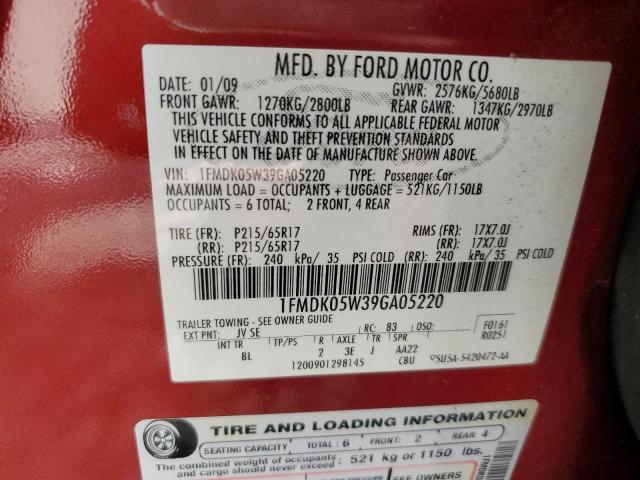 MFD. BY FORD MOTOR CO.
DATE: 01/09 GVWR: 2576KG/5680LB
FRONT GAWR: 1270KG/2800LB REAR GAWR: 1347KG/2970LB
THIS VEHICLE CONFORMS TO ALL APPLICABLE FEDERAL MOTOR
VEHICLE SAFETY AND THEFT PREVENTION STANDARDS
IN EFFECT ON THE DATE OF MANUFACTURE SHOWN ABOVE.
VIN: 1FMDK05W39GA05220 TYPE: Passenger Car
MAXIMUM LOAD = OCCUPANTS + LUGGAGE = 521KG/1150LB
OCCUPANTS = 6 TOTAL; 2 FRONT, 4 REAR
TIRE (FR): P215/65R17 RIMS (FR): 17X7.0J
(RR): P215/65R17 (RR): 17X7.0J
PRESSURE (FR): 240 kPa/ 35 PSI COLD (RR): 240 kPa/ 35 PSI COLD
1FMDK05W39GA05220
TRAILER TOWING - SEE OWNER GUIDE
EXT PNT: JV SE RC: 83 DSO: F0161
R0251
INT TR TP/PS R AXLE TR SPR
BL 2 3E J AA22
1200901298145 CBU 5U5A-5420472-AA
TIRE AND LOADING INFORMATION
SEATING CAPACITY TOTAL: 6 FRONT: 2 REAR: 4
The combined weight of occupants and cargo should never exceed: 521 kg or 1150 lbs.
SEE OWNERS